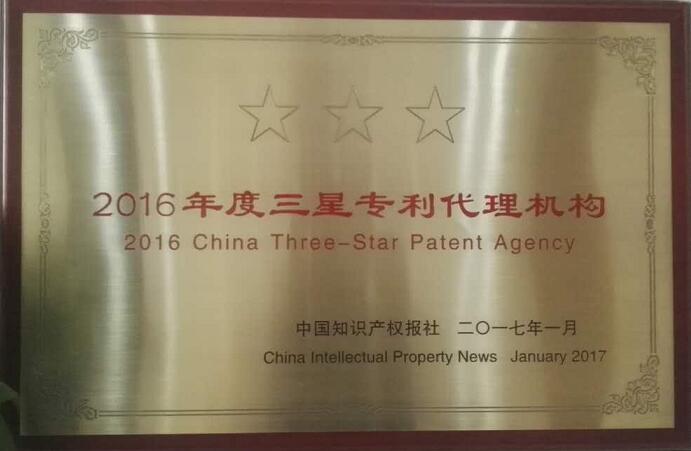 2016年度三星专利代理机构
2016 China Three-Star Patent Agency
中国知识产权报社 二〇一七年一月
China Intellectual Property News January 2017